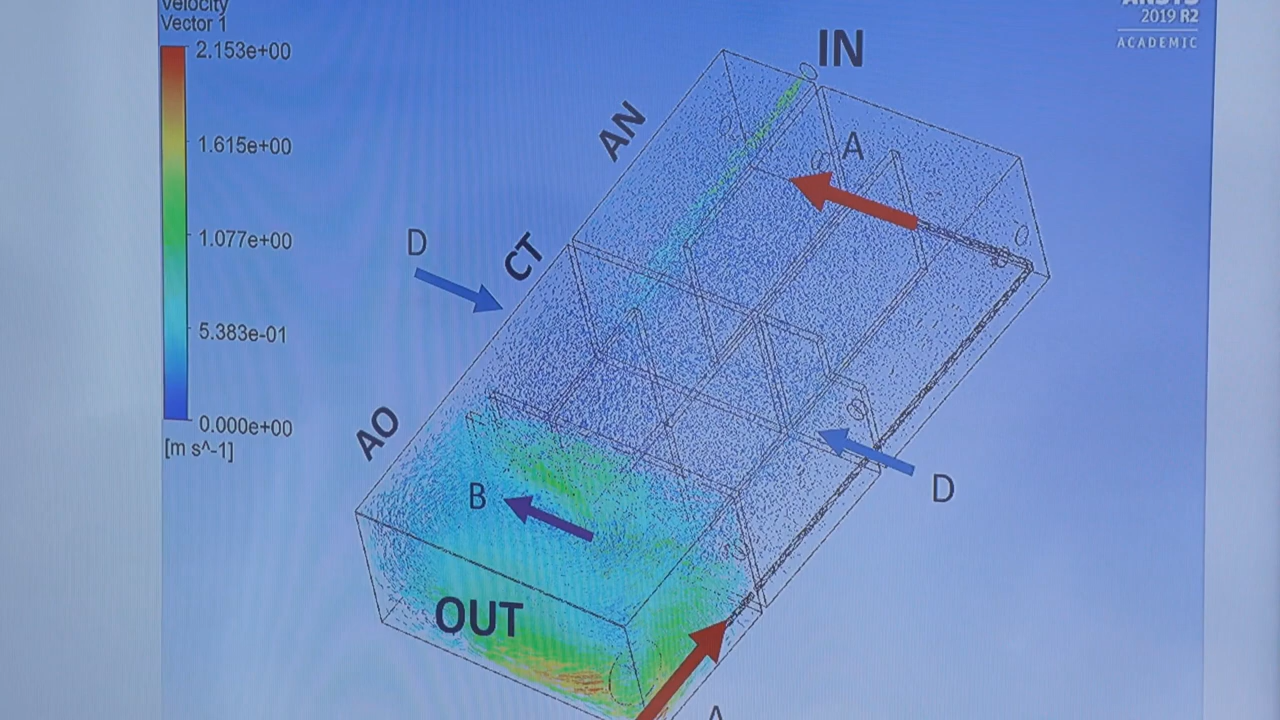 Velocity
Vector 1
2.153e+00
1.615e+00
1.077e+00
5.383e-01
0.000e+00
[m s^-1]
ANSYS
2019 R2
ACADEMIC
IN
AN
A
D
CT
AO
B
D
OUT
A